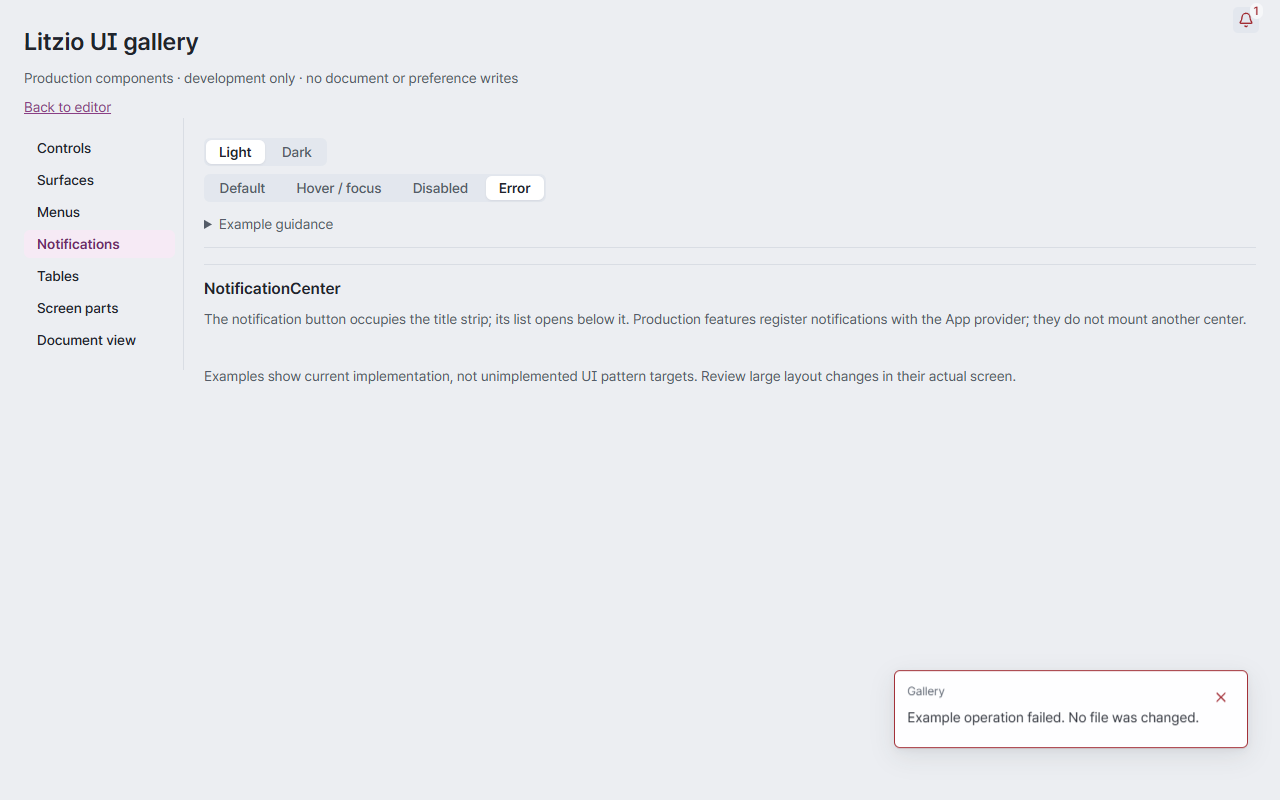 1
Litzio UI gallery
Production components · development only · no document or preference writes
Back to editor
Controls
Surfaces
Menus
Notifications
Tables
Screen parts
Document view
Light Dark
Default Hover / focus Disabled Error
Example guidance
NotificationCenter
The notification button occupies the title strip; its list opens below it. Production features register notifications with the App provider; they do not mount another center.
Examples show current implementation, not unimplemented UI pattern targets. Review large layout changes in their actual screen.
Gallery
Example operation failed. No file was changed.